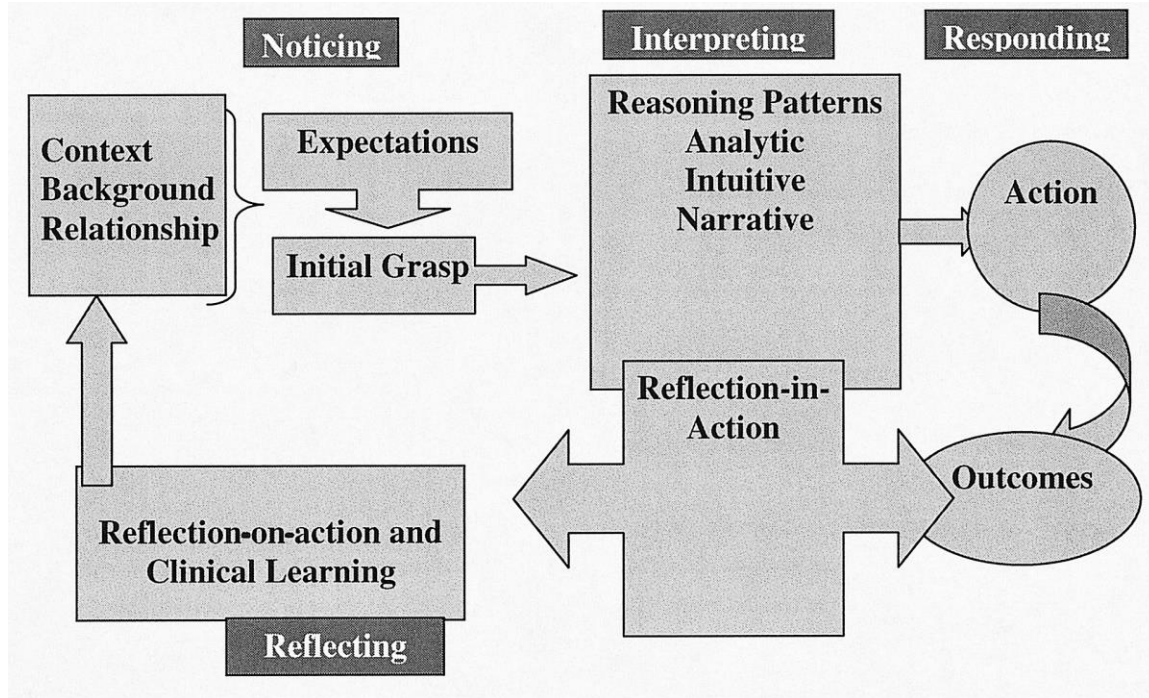 Noticing
Interpreting
Responding
Context
Background
Relationship
Expectations
Initial Grasp
Reasoning Patterns
Analytic
Intuitive
Narrative
Action
Reflection-in-
Action
Outcomes
Reflection-on-action and
Clinical Learning
Reflecting